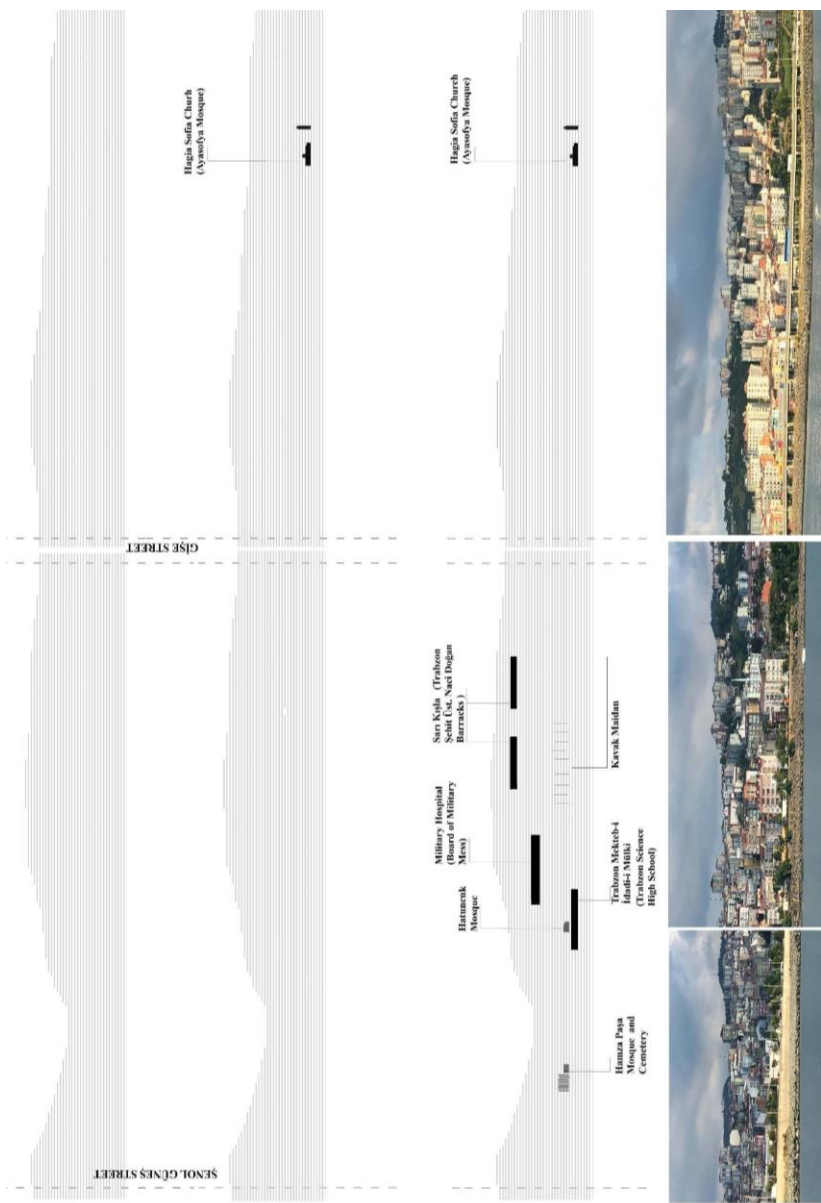 Hagia Sofia Churh
(Ayasofya Mosque)
Hagia Sofia Church
(Ayasofya Mosque)
GİŞE STREET
Sarı Kışla (Trabzon
Şehit Üst. Naci Doğan
Barracks )
Military Hospital
(Board of Military
Mess)
Hatuncuk
Mosque
Kavak Maidan
Trabzon Mekteb-i
İdadi-i Mülki
(Trabzon Science
High School)
Hamza Paşa
Mosque and
Cemetery
ŞENOL GÜNEŞ STREET